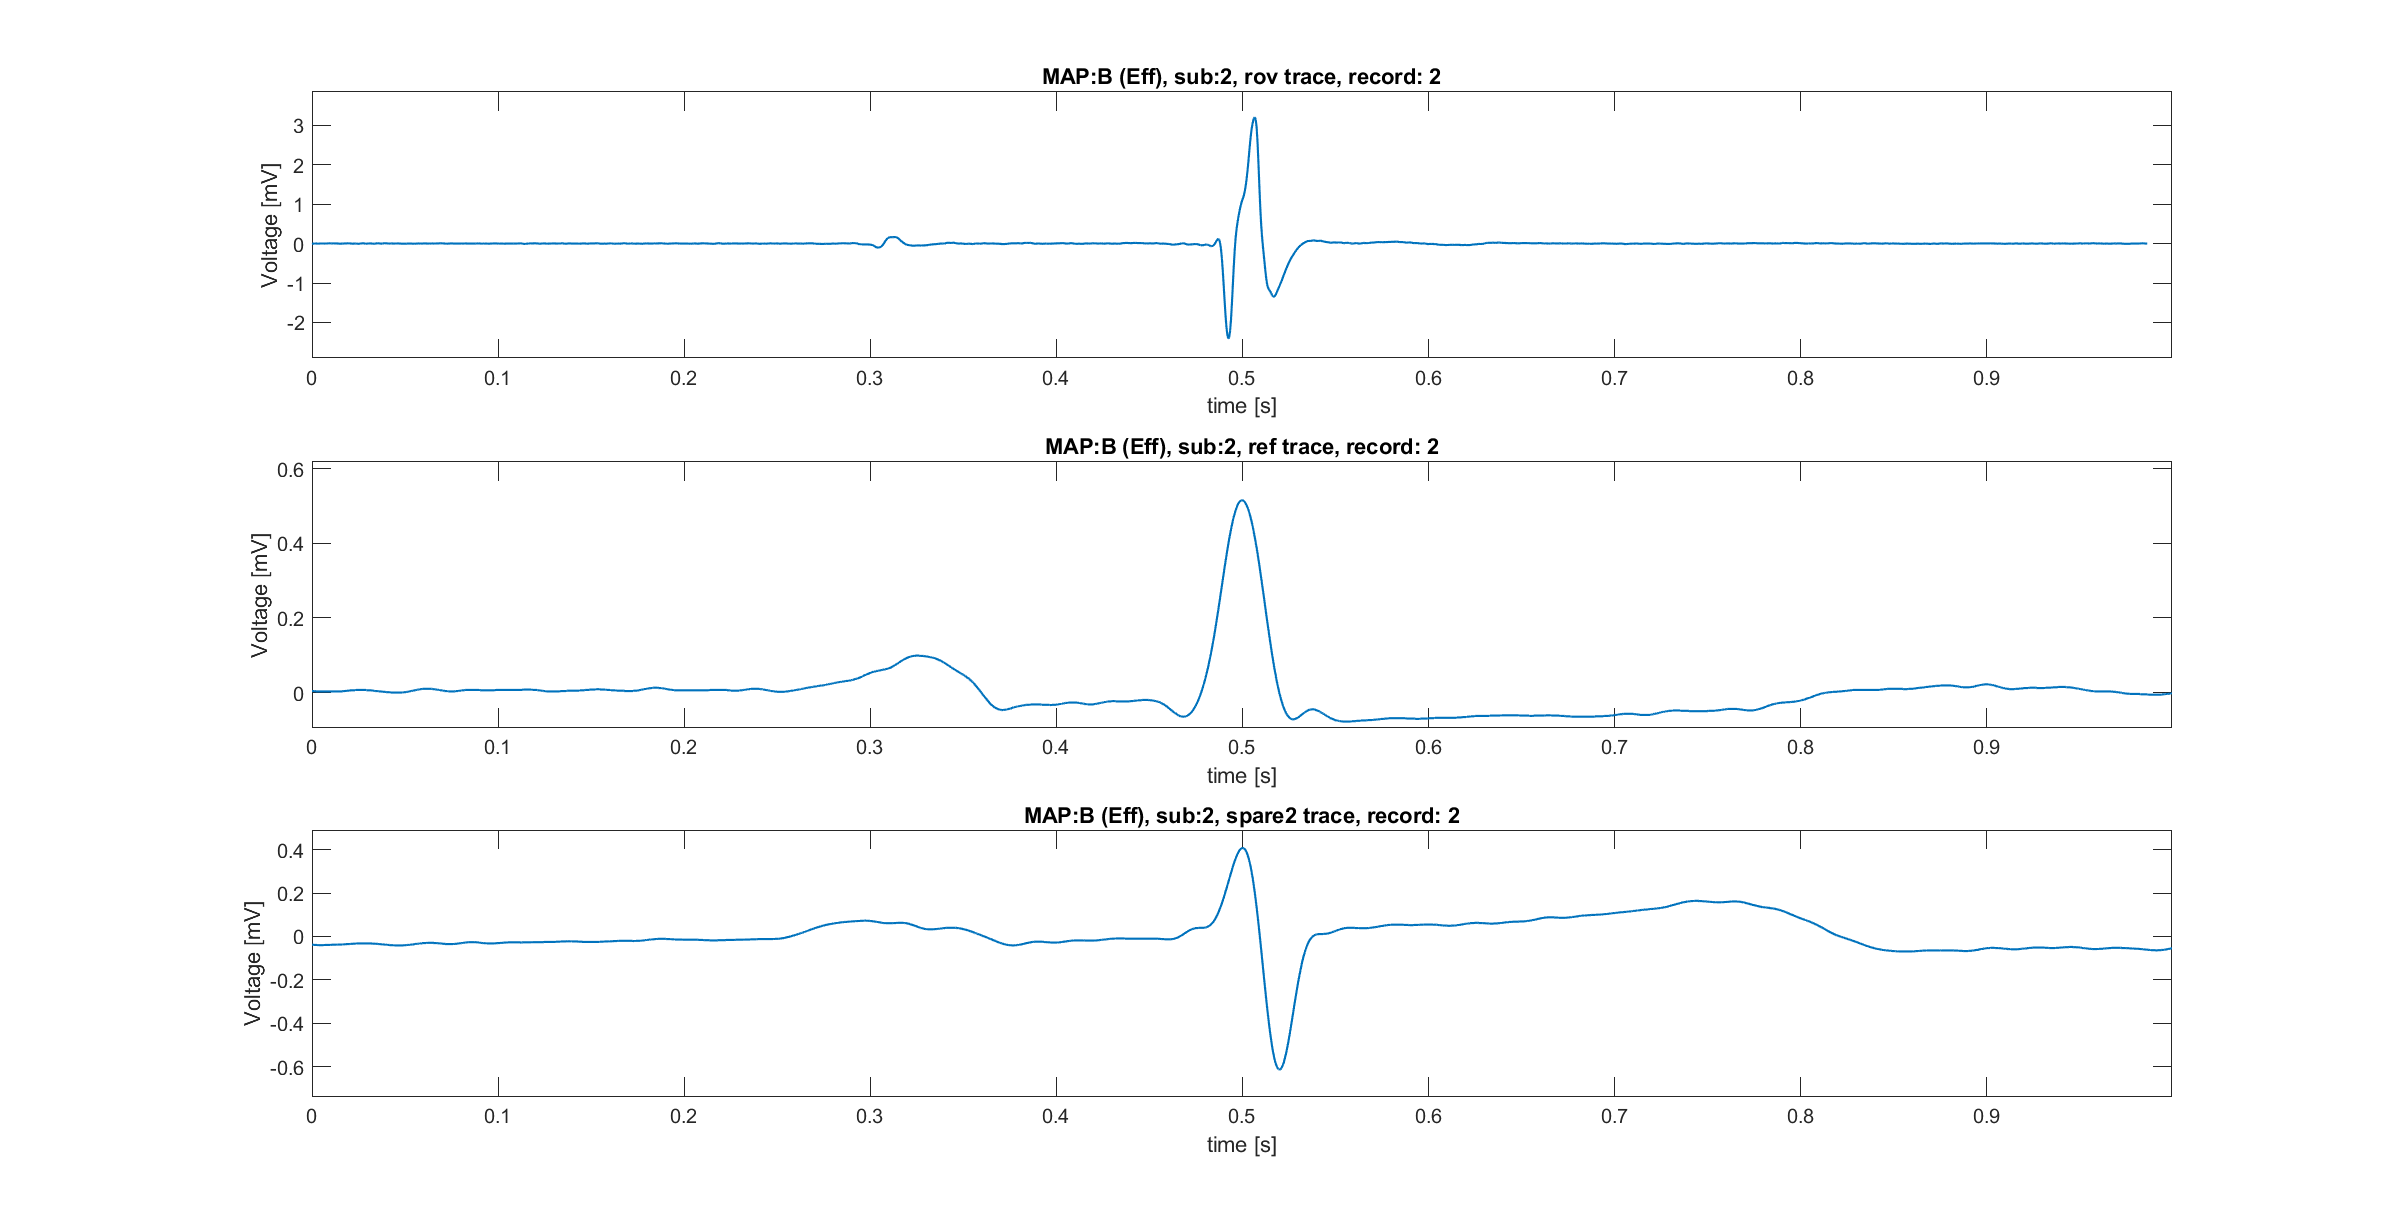 MAP:B (Eff), sub:2, rov trace, record: 2
Voltage [mV]
3
2
1
0
-1
-2
0 0.1 0.2 0.3 0.4 0.5 0.6 0.7 0.8 0.9
time [s]
MAP:B (Eff), sub:2, ref trace, record: 2
Voltage [mV]
0.6
0.4
0.2
0
0 0.1 0.2 0.3 0.4 0.5 0.6 0.7 0.8 0.9
time [s]
MAP:B (Eff), sub:2, spare2 trace, record: 2
Voltage [mV]
0.4
0.2
0
-0.2
-0.4
-0.6
0 0.1 0.2 0.3 0.4 0.5 0.6 0.7 0.8 0.9
time [s]